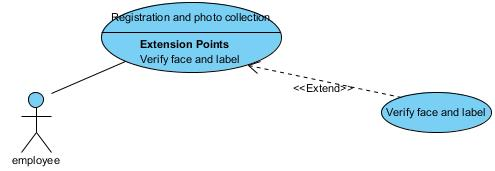 Registration and photo collection
Extension Points
Verify face and label
<<Extend>>
Verify face and label
employee